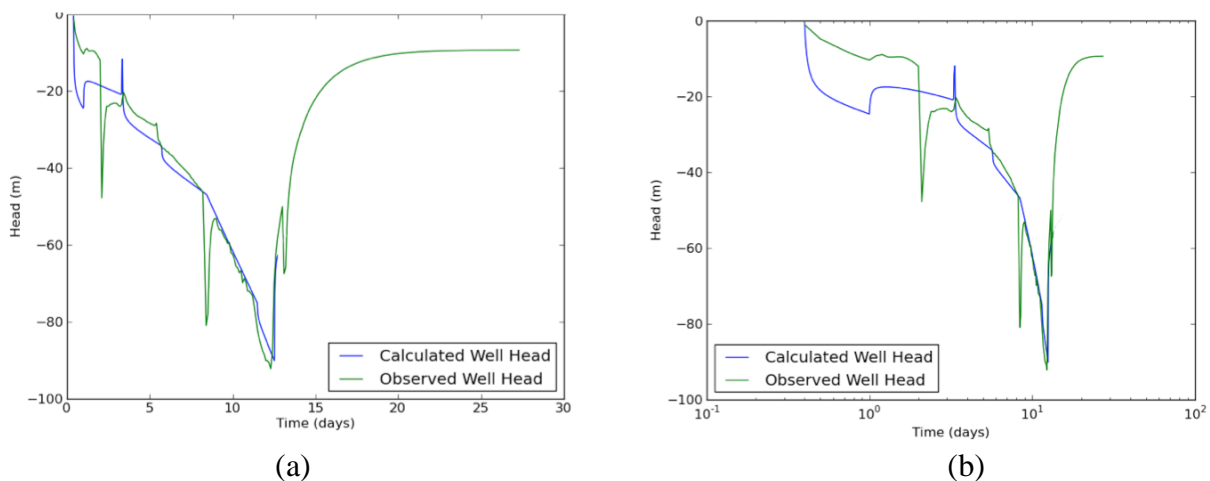 0
−20
−40
−60
−80
−100
Head (m)
0 5 10 15 20 25 30
Time (days)
Calculated Well Head
Observed Well Head
(a)
0
−20
−40
−60
−80
−100
Head (m)
10⁻¹ 10⁰ 10¹ 10²
Time (days)
Calculated Well Head
Observed Well Head
(b)